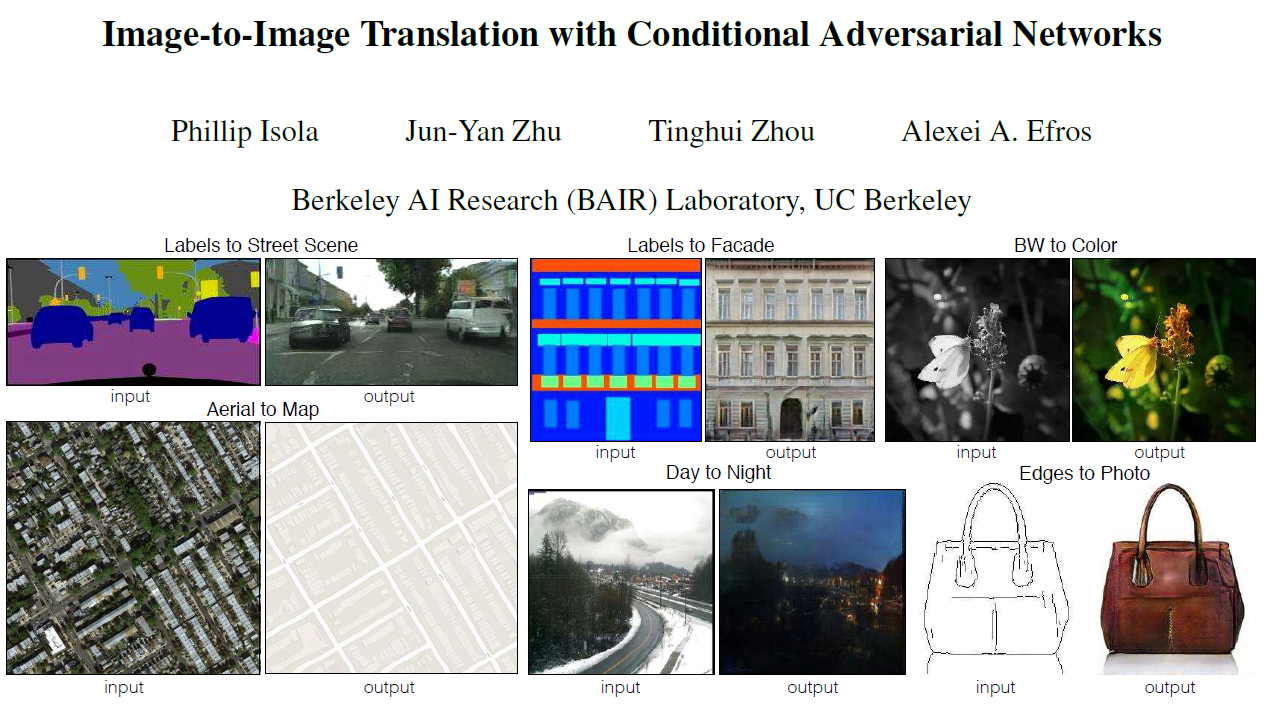 Image-to-Image Translation with Conditional Adversarial Networks
Phillip Isola Jun-Yan Zhu Tinghui Zhou Alexei A. Efros
Berkeley AI Research (BAIR) Laboratory, UC Berkeley
Labels to Street Scene
input output
Aerial to Map
input output
Labels to Facade
input output
Day to Night
input output
BW to Color
input output
Edges to Photo
input output